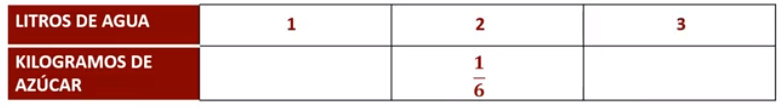 LITROS DE AGUA 1 2 3
KILOGRAMOS DE
AZÚCAR
1
6